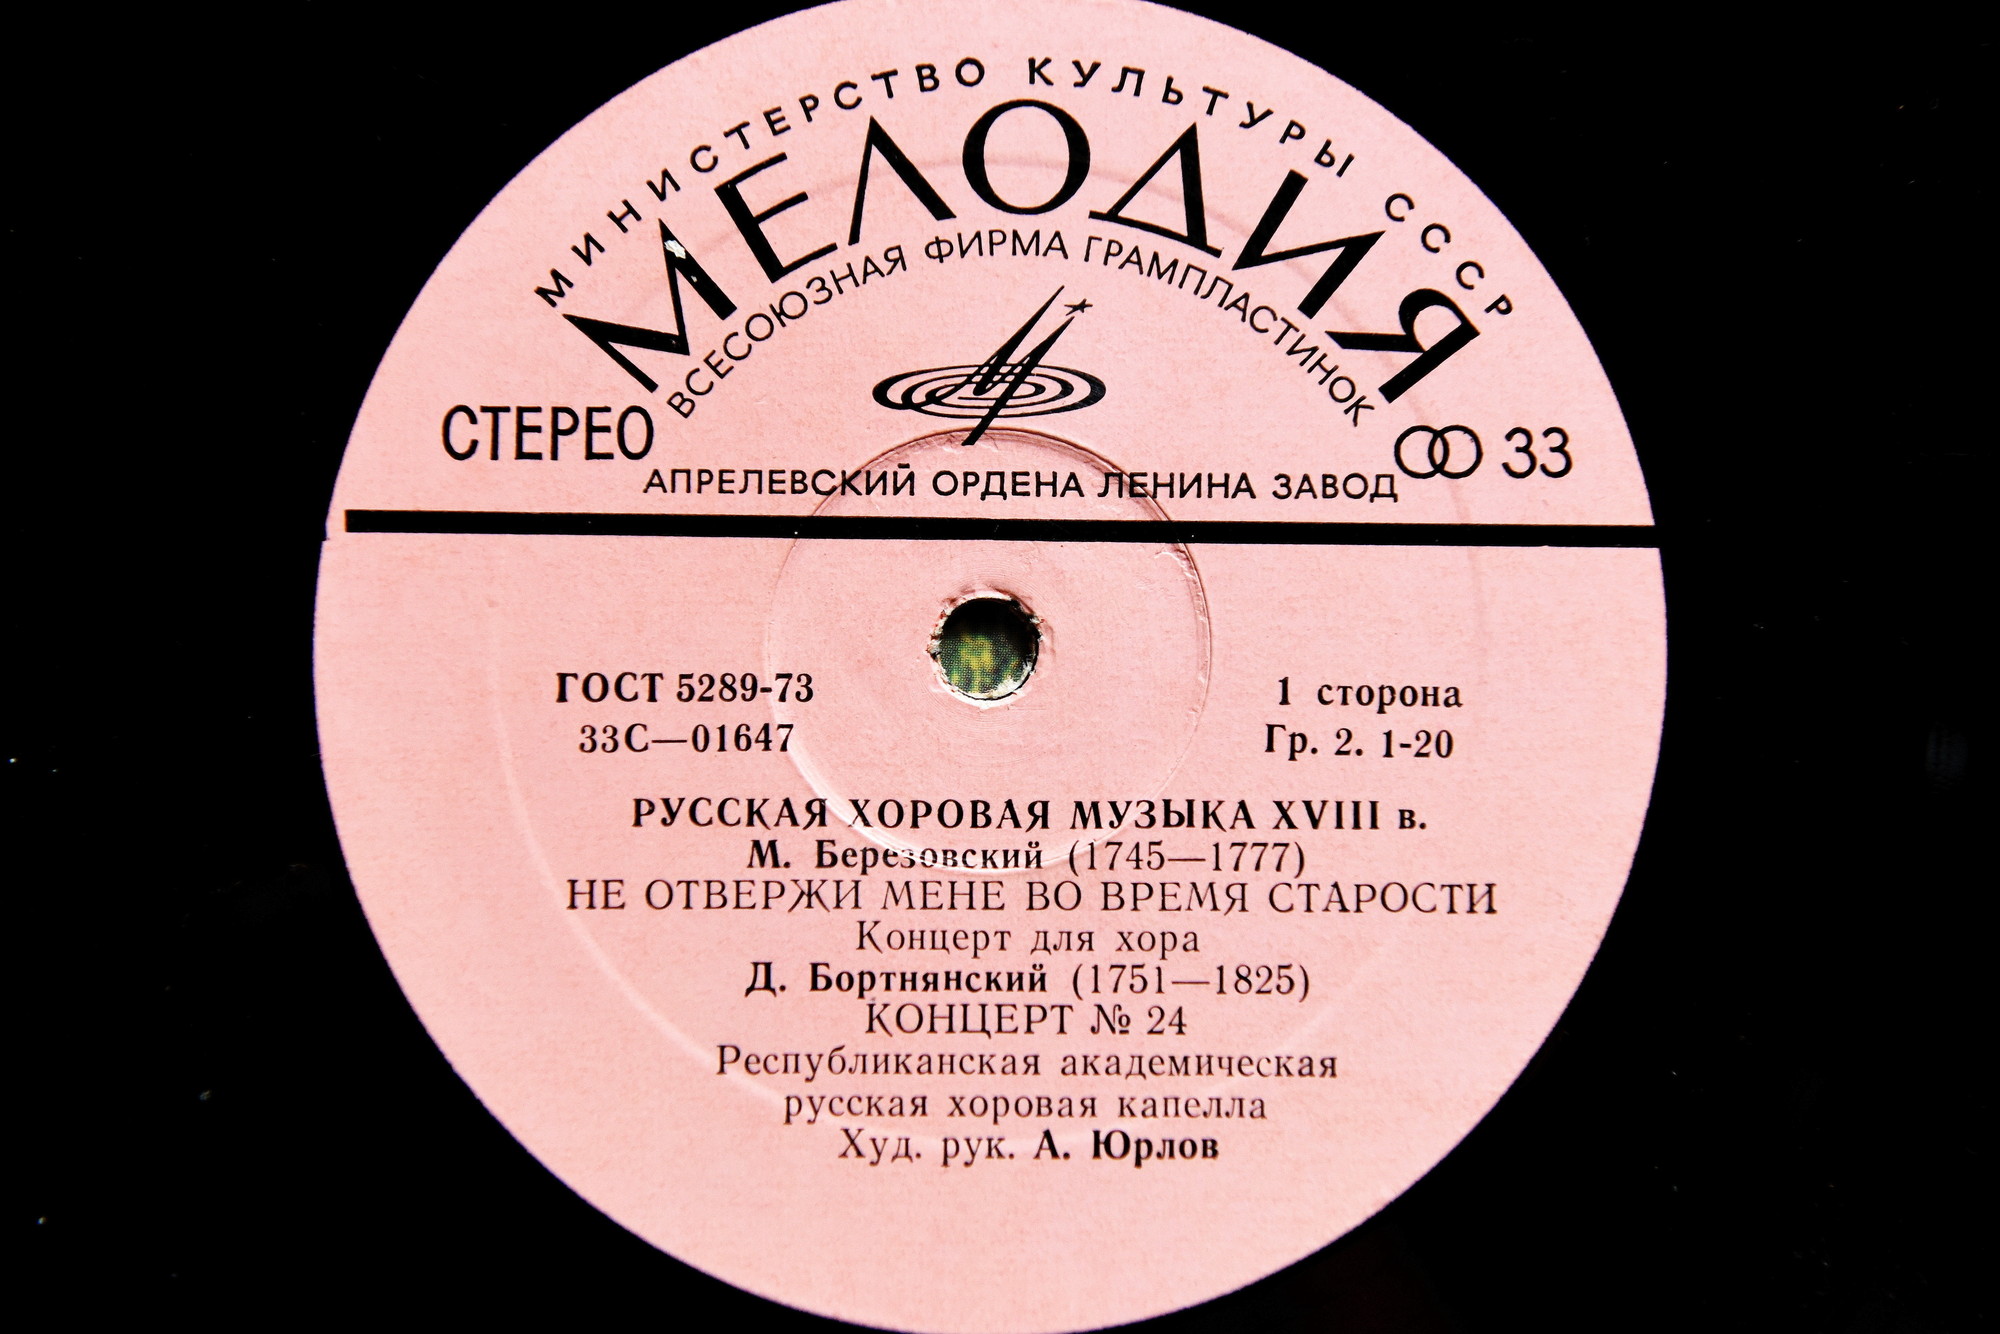 МИНИСТЕРСТВО КУЛЬТУРЫ СССР
МЕЛОДИЯ
ВСЕСОЮЗНАЯ ФИРМА ГРАМПЛАСТИНОК
СТЕРЕО
33
АПРЕЛЕВСКИЙ ОРДЕНА ЛЕНИНА ЗАВОД
ГОСТ 5289-73
1 сторона
33С—01647
Гр. 2. 1-20
РУССКАЯ ХОРОВАЯ МУЗЫКА XVIII в.
М. Березовский (1745—1777)
НЕ ОТВЕРЖИ МЕНЕ ВО ВРЕМЯ СТАРОСТИ
Концерт для хора
Д. Бортнянский (1751—1825)
КОНЦЕРТ № 24
Республиканская академическая
русская хоровая капелла
Худ. рук. А. Юрлов